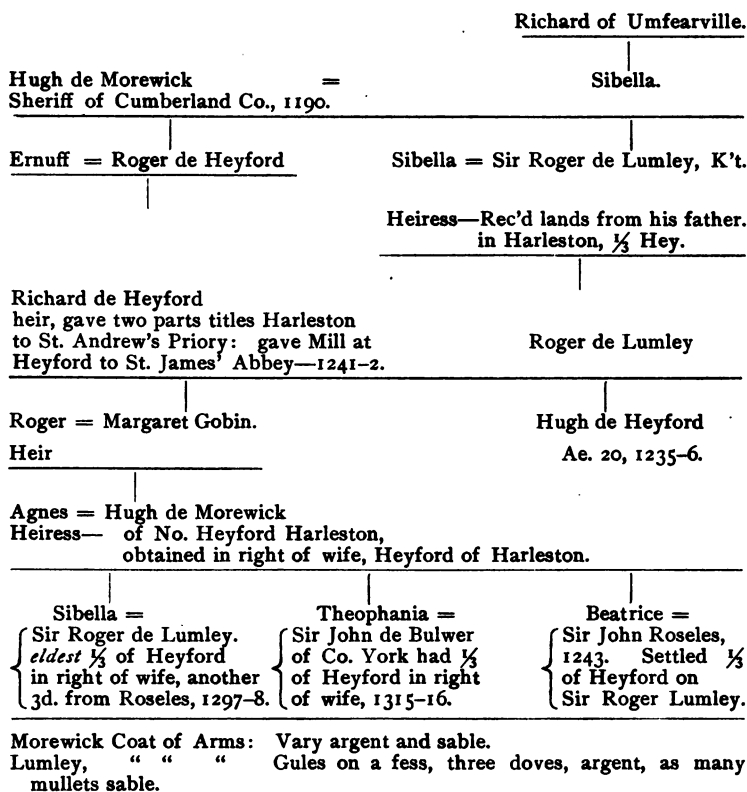 Richard of Umfearville.
Hugh de Morewick = Sibella.
Sheriff of Cumberland Co., 1190.
Ernuff = Roger de Heyford
Sibella = Sir Roger de Lumley, K't.
Heiress—Rec'd lands from his father.
in Harleston, ⅓ Hey.
Richard de Heyford
heir, gave two parts titles Harleston
to St. Andrew's Priory: gave Mill at
Heyford to St. James' Abbey—1241-2.
Roger de Lumley
Roger = Margaret Gobin.
Heir
Hugh de Heyford
Ae. 20, 1235-6.
Agnes = Hugh de Morewick
Heiress— of No. Heyford Harleston,
obtained in right of wife, Heyford of Harleston.
Sibella =
Sir Roger de Lumley.
eldest ⅓ of Heyford
in right of wife, another
3d. from Roseles, 1297-8.
Theophania =
Sir John de Bulwer
of Co. York had ⅓
of Heyford in right
of wife, 1315-16.
Beatrice =
Sir John Roseles,
1243. Settled ⅓
of Heyford on
Sir Roger Lumley.
Morewick Coat of Arms: Vary argent and sable.
Lumley, " " " Gules on a fess, three doves, argent, as many
mullets sable.